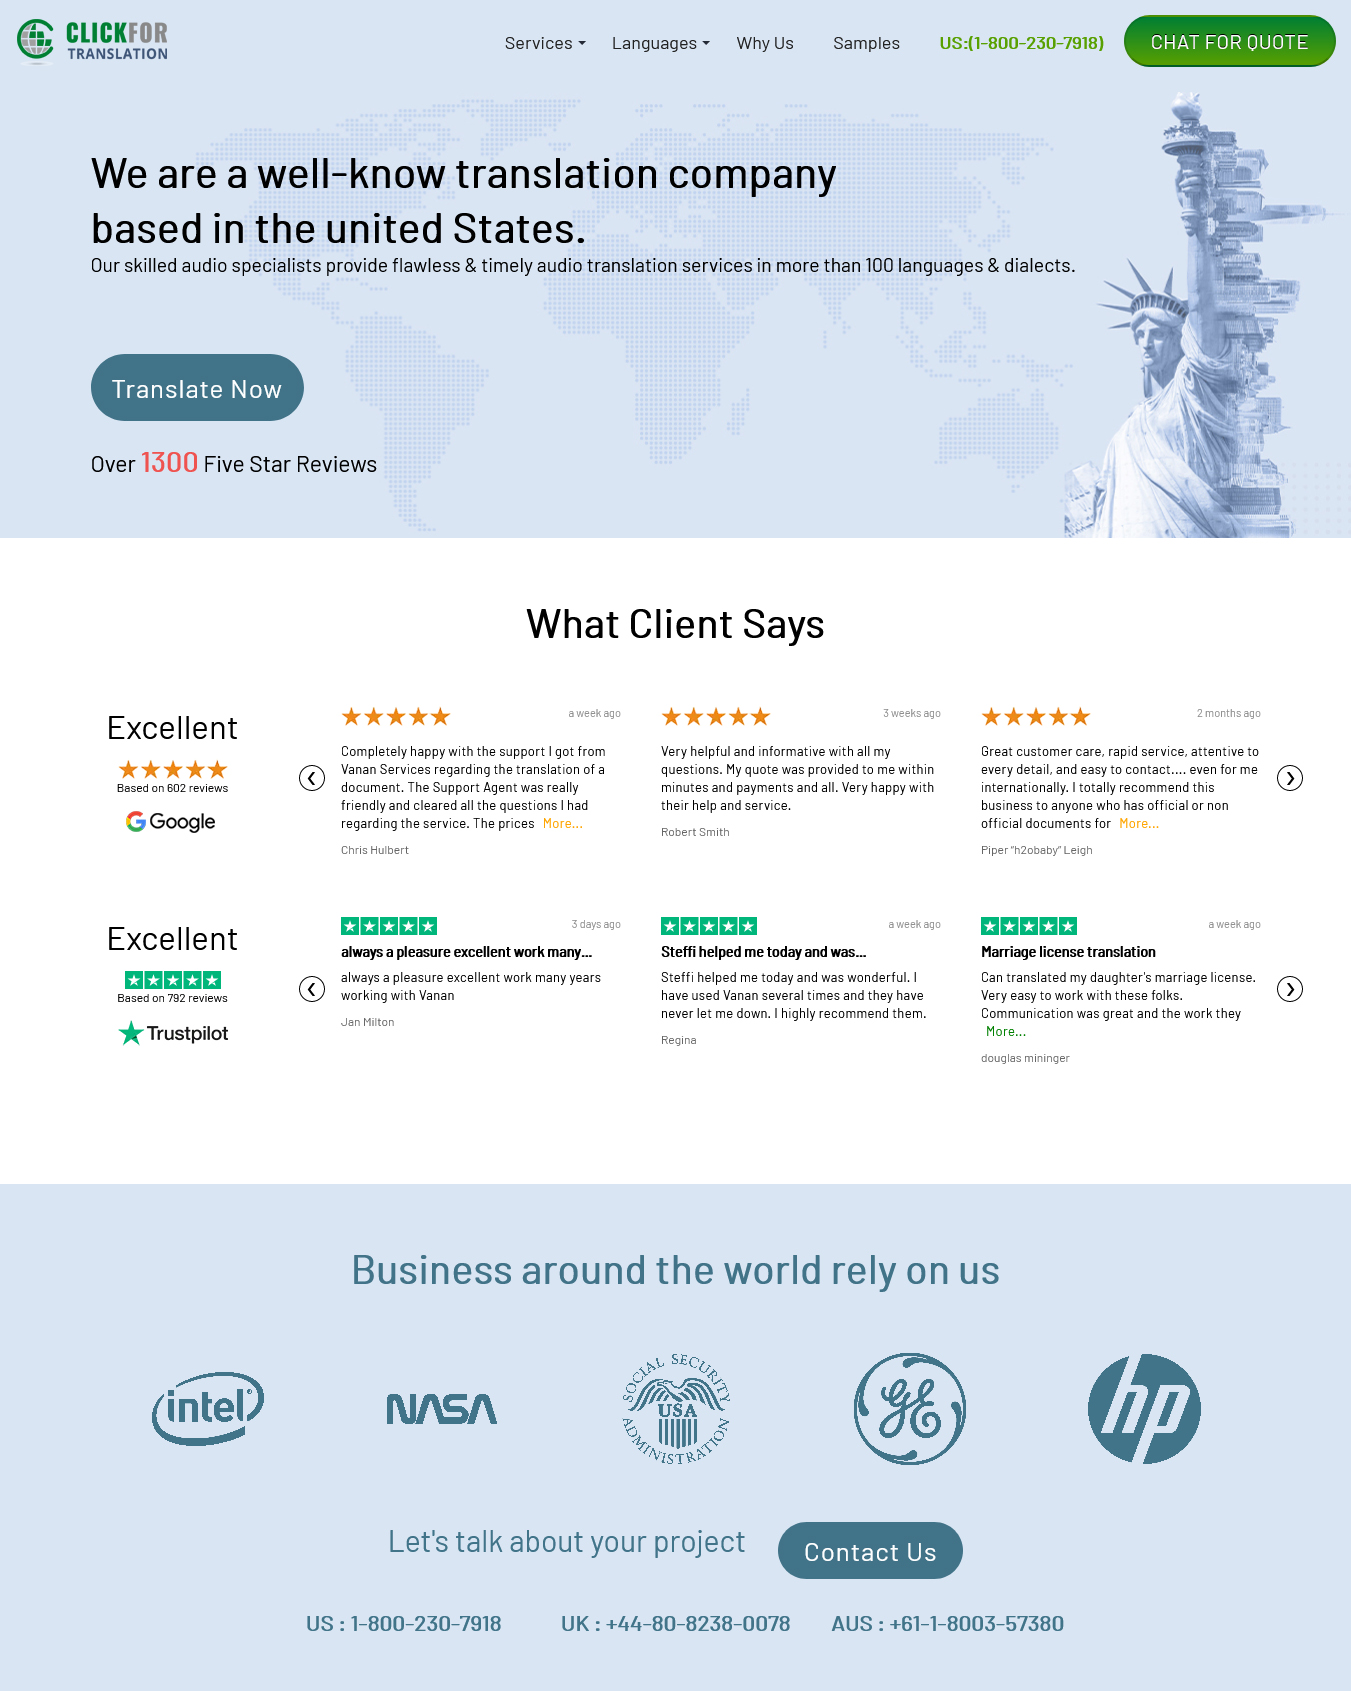 CLICKFOR
TRANSLATION
Services
Languages
Why Us
Samples
US:(1-800-230-7918)
CHAT FOR QUOTE
We are a well-know translation company
based in the united States.
Our skilled audio specialists provide flawless & timely audio translation services in more than 100 languages & dialects.
Translate Now
Over 1300 Five Star Reviews
What Client Says
Excellent
Based on 602 reviews
Google
a week ago
Completely happy with the support I got from
Vanan Services regarding the translation of a
document. The Support Agent was really
friendly and cleared all the questions I had
regarding the service. The prices More...
Chris Hulbert
3 weeks ago
Very helpful and informative with all my
questions. My quote was provided to me within
minutes and payments and all. Very happy with
their help and service.
Robert Smith
2 months ago
Great customer care, rapid service, attentive to
every detail, and easy to contact.... even for me
internationally. I totally recommend this
business to anyone who has official or non
official documents for More...
Piper "h2obaby" Leigh
Excellent
Based on 792 reviews
Trustpilot
3 days ago
always a pleasure excellent work many...
always a pleasure excellent work many years
working with Vanan
Jan Milton
a week ago
Steffi helped me today and was...
Steffi helped me today and was wonderful. I
have used Vanan several times and they have
never let me down. I highly recommend them.
Regina
a week ago
Marriage license translation
Can translated my daughter's marriage license.
Very easy to work with these folks.
Communication was great and the work they
More...
douglas mininger
Business around the world rely on us
intel
NASA
SOCIAL SECURITY
USA
ADMINISTRATION
GE
hp
Let's talk about your project
Contact Us
US : 1-800-230-7918
UK : +44-80-8238-0078
AUS : +61-1-8003-57380